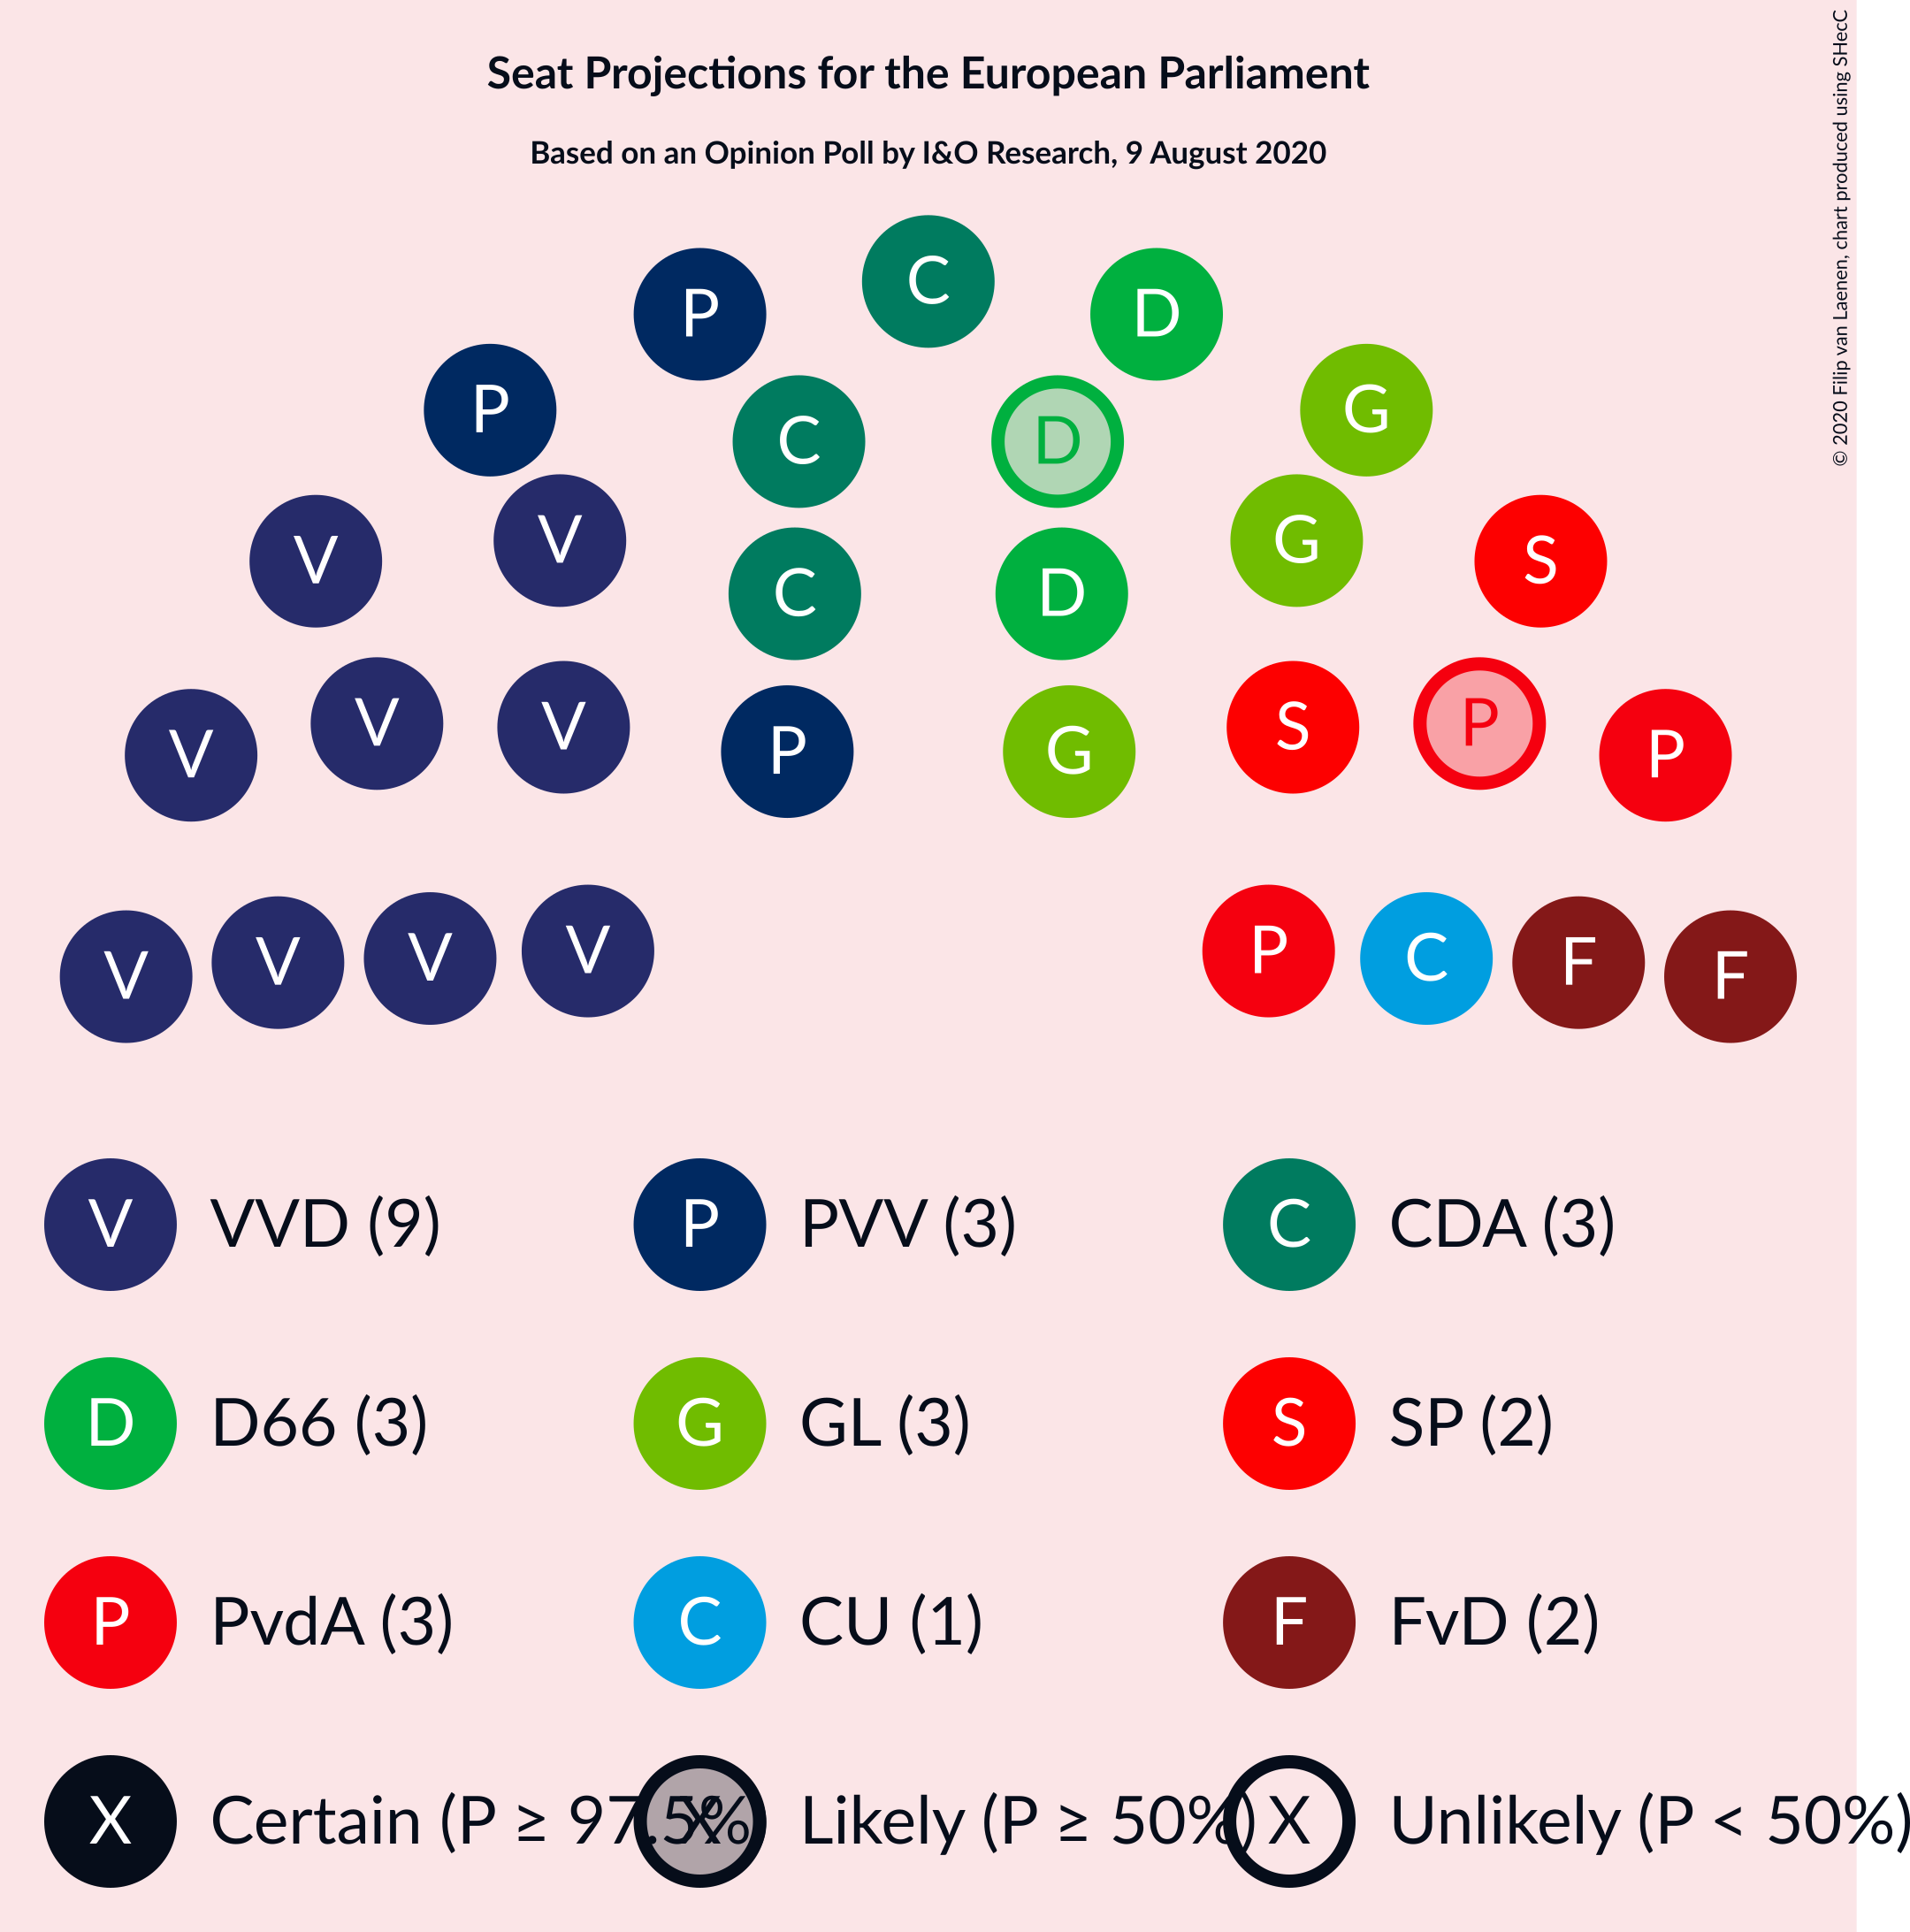 Seat Projections for the European Parliament
Based on an Opinion Poll by I&O Research, 9 August 2020
© 2020 Filip van Laenen, chart produced using SHecC
C
P D
P G
C D
V V G S
C D
V V V P G S P P
V V V V P C F F
V VVD (9) P PVV (3) C CDA (3)
D D66 (3) G GL (3) S SP (2)
P PvdA (3) C CU (1) F FvD (2)
X Certain (P ≥ 97.5% X Likely (P ≥ 50%) X Unlikely (P < 50%)